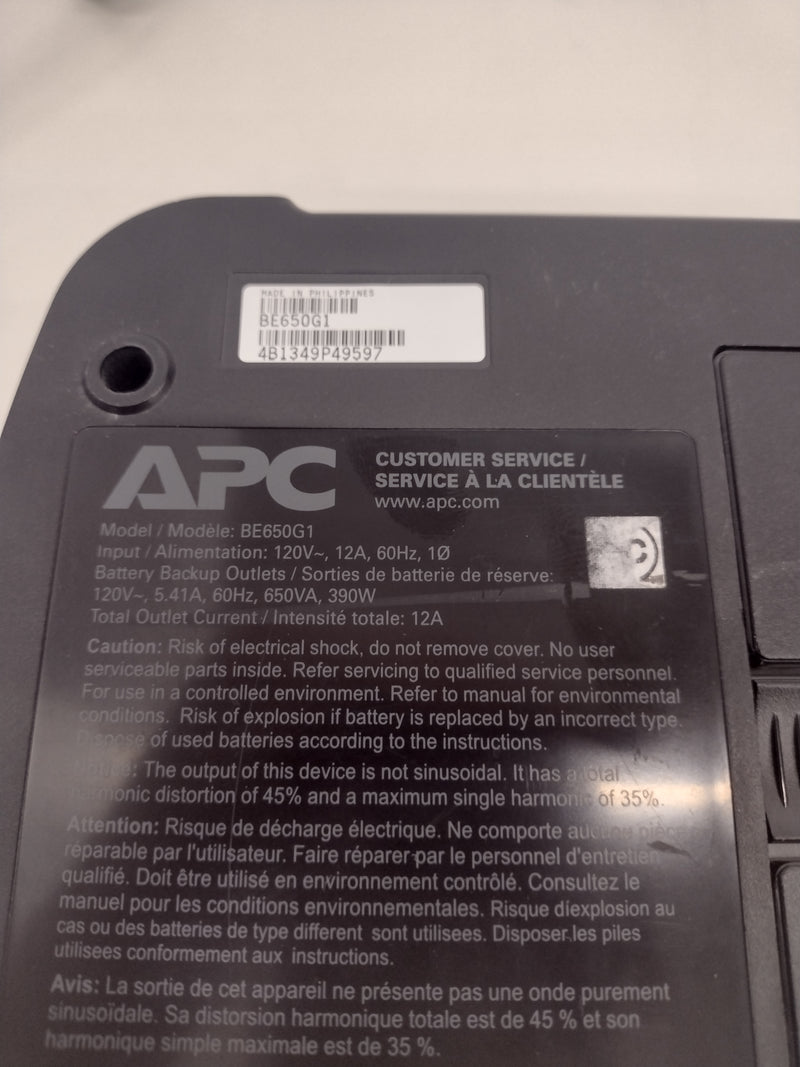 MADE IN PHILIPPINES
BE650G1
4B1349P49597
APC
CUSTOMER SERVICE /
SERVICE À LA CLIENTÈLE
www.apc.com
Model / Modèle: BE650G1
Input / Alimentation: 120V~, 12A, 60Hz, 1Ø
Battery Backup Outlets / Sorties de batterie de réserve:
120V~, 5.41A, 60Hz, 650VA, 390W
Total Outlet Current / Intensité totale: 12A
Caution: Risk of electrical shock, do not remove cover. No user
serviceable parts inside. Refer servicing to qualified service personnel.
For use in a controlled environment. Refer to manual for environmental
conditions. Risk of explosion if battery is replaced by an incorrect type.
Dispose of used batteries according to the instructions.
Notice: The output of this device is not sinusoidal. It has a total
harmonic distortion of 45% and a maximum single harmonic of 35%.
Attention: Risque de décharge électrique. Ne comporte aucune pièce
réparable par l'utilisateur. Faire réparer par le personnel d'entretien
qualifié. Doit être utilisé en environnement contrôlé. Consultez le
manuel pour les conditions environnementales. Risque diexplosion au
cas ou des batteries de type different sont utilisees. Disposer les piles
utilisees conformement aux instructions.
Avis: La sortie de cet appareil ne présente pas une onde purement
sinusoïdale. Sa distorsion harmonique totale est de 45 % et son
harmonique simple maximale est de 35 %.